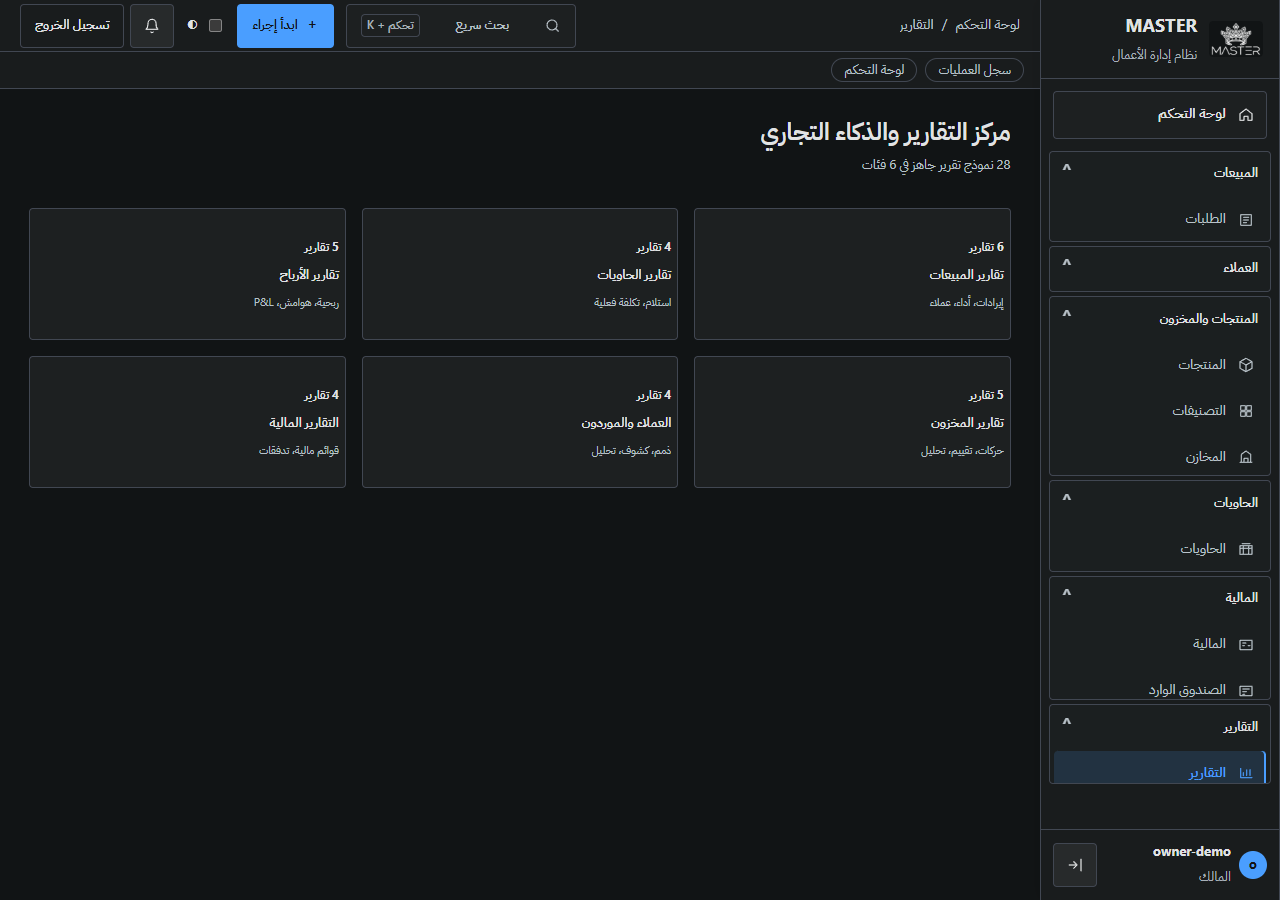 MASTER
نظام إدارة الأعمال
MASTER
لوحة التحكم
المبيعات
الطلبات
العملاء
المنتجات والمخزون
المنتجات
التصنيفات
المخازن
الحاويات
الحاويات
المالية
المالية
الصندوق الوارد
التقارير
التقارير
owner-demo
المالك
o
لوحة التحكم / التقارير
بحث سريع
تحكم + K
+ ابدأ إجراء
تسجيل الخروج
سجل العمليات
لوحة التحكم
مركز التقارير والذكاء التجاري
28 نموذج تقرير جاهز في 6 فئات
6 تقارير
تقارير المبيعات
إيرادات، أداء، عملاء
4 تقارير
تقارير الحاويات
استلام، تكلفة فعلية
5 تقارير
تقارير الأرباح
ربحية، هوامش، P&L
5 تقارير
تقارير المخزون
حركات، تقييم، تحليل
4 تقارير
العملاء والموردون
ذمم، كشوف، تحليل
4 تقارير
التقارير المالية
قوائم مالية، تدفقات